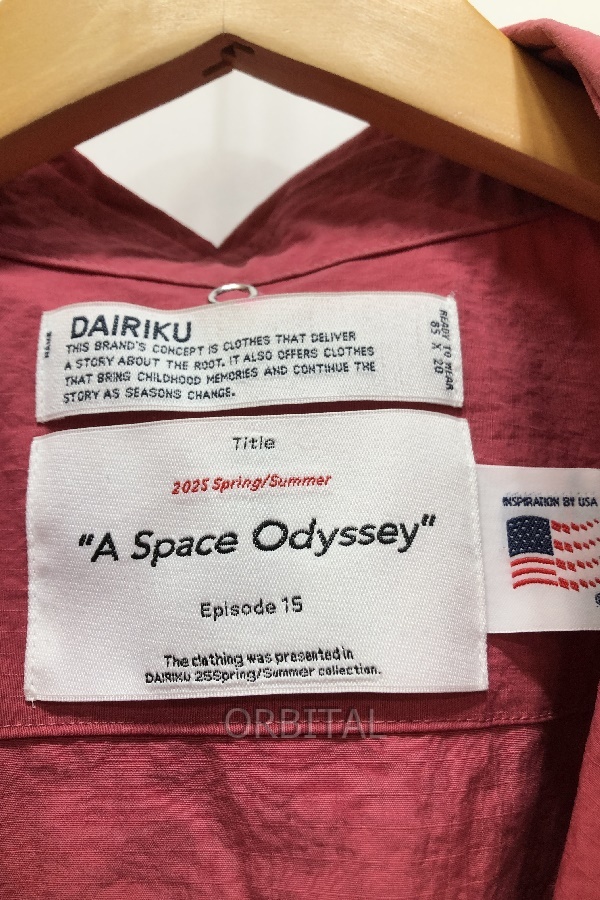 DAIRIKU
THIS BRAND'S CONCEPT IS CLOTHES THAT DELIVER
A STORY ABOUT THE ROOT. IT ALSO OFFERS CLOTHES
THAT BRING CHILDHOOD MEMORIES AND CONTINUE THE
STORY AS SEASONS CHANGE.
NAME
READY TO WEAR
85 X 20
Title
2025 Spring/Summer
"A Space Odyssey"
Episode 15
The clothing was presented in
DAIRIKU 25Spring/Summer collection.
INSPIRATION BY USA
ORBITAL